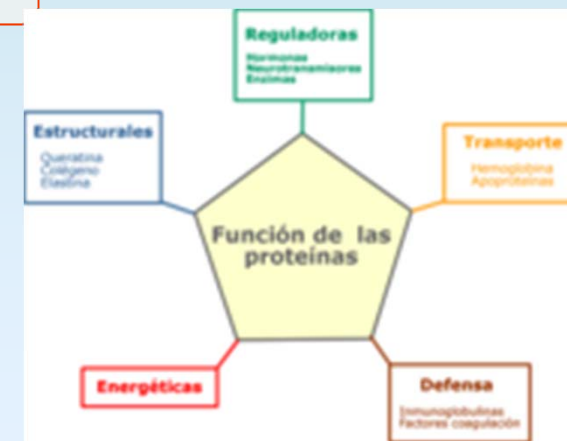 Reguladoras
Hormonas
Neurotransmisores
Enzimas
Estructurales
Queratina
Colágeno
Elastina
Transporte
Hemoglobina
Apoproteínas
Función de las
proteínas
Energéticas
Defensa
Inmunoglobulinas
Factores coagulación